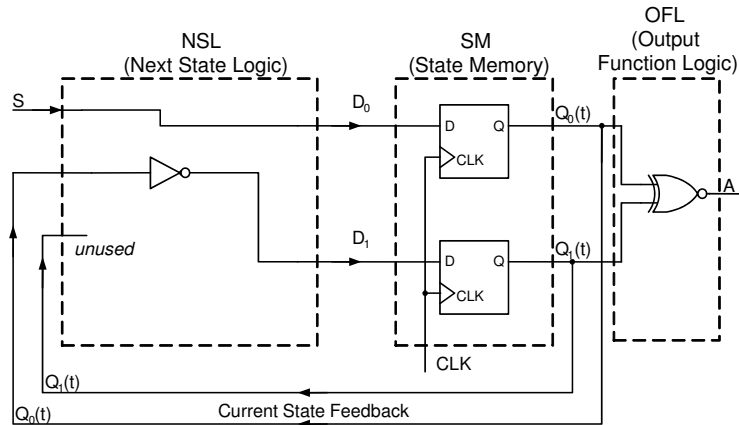 NSL
(Next State Logic)
SM
(State Memory)
OFL
(Output
Function Logic)
S
D0
D Q
CLK
Q0(t)
A
unused
D1
D Q
CLK
Q1(t)
CLK
Q1(t)
Q0(t)
Current State Feedback